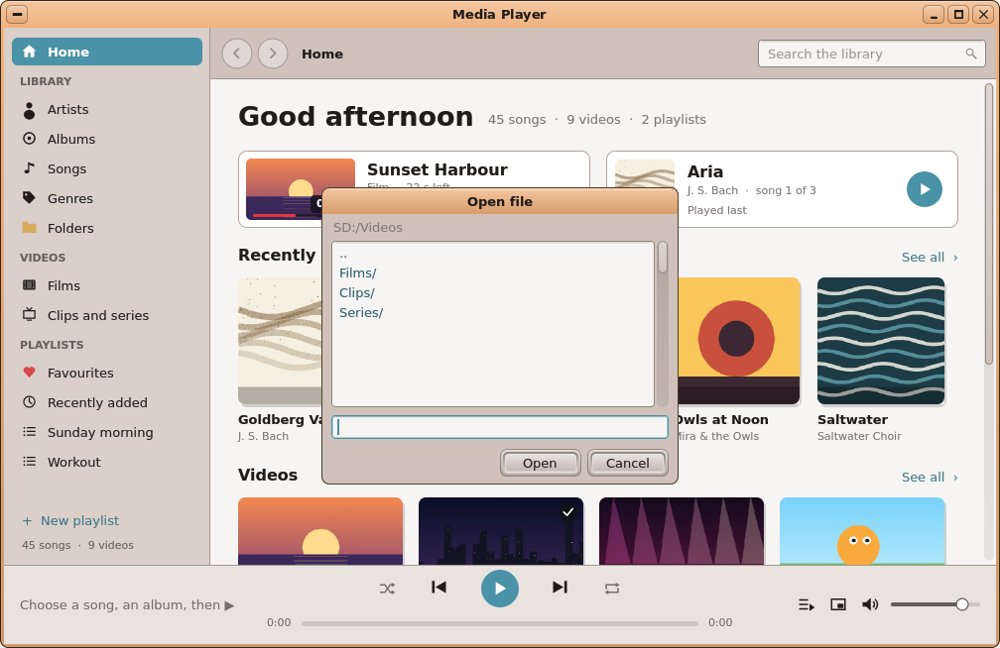 Media Player
Home
LIBRARY
Artists
Albums
Songs
Genres
Folders
VIDEOS
Films
Clips and series
PLAYLISTS
Favourites
Recently added
Sunday morning
Workout
+ New playlist
45 songs · 9 videos
Home
Search the library
Good afternoon
45 songs · 9 videos · 2 playlists
Sunset Harbour
Aria
J. S. Bach · song 1 of 3
Played last
Open file
SD:/Videos
..
Films/
Clips/
Series/
Open
Cancel
Recently
See all ›
Goldberg
J. S. Bach
Owls at Noon
Mira & the Owls
Saltwater
Saltwater Choir
Videos
See all ›
Choose a song, an album, then ▶
0:00
0:00